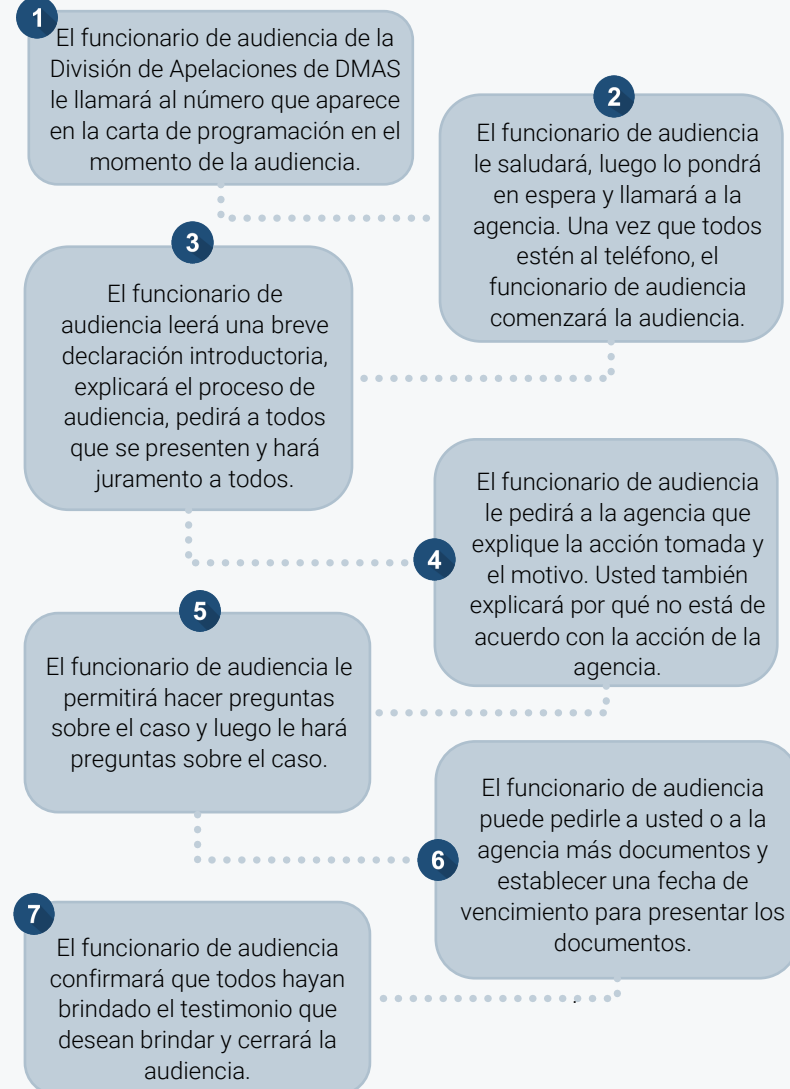 1
El funcionario de audiencia de la
División de Apelaciones de DMAS
le llamará al número que aparece
en la carta de programación en el
momento de la audiencia.
2
El funcionario de audiencia
le saludará, luego lo pondrá
en espera y llamará a la
agencia. Una vez que todos
estén al teléfono, el
funcionario de audiencia
comenzará la audiencia.
3
El funcionario de
audiencia leerá una breve
declaración introductoria,
explicará el proceso de
audiencia, pedirá a todos
que se presenten y hará
juramento a todos.
4
El funcionario de audiencia
le pedirá a la agencia que
explique la acción tomada y
el motivo. Usted también
explicará por qué no está de
acuerdo con la acción de la
agencia.
5
El funcionario de audiencia le
permitirá hacer preguntas
sobre el caso y luego le hará
preguntas sobre el caso.
6
El funcionario de audiencia
puede pedirle a usted o a la
agencia más documentos y
establecer una fecha de
vencimiento para presentar los
documentos.
.
7
El funcionario de audiencia
confirmará que todos hayan
brindado el testimonio que
desean brindar y cerrará la
audiencia.